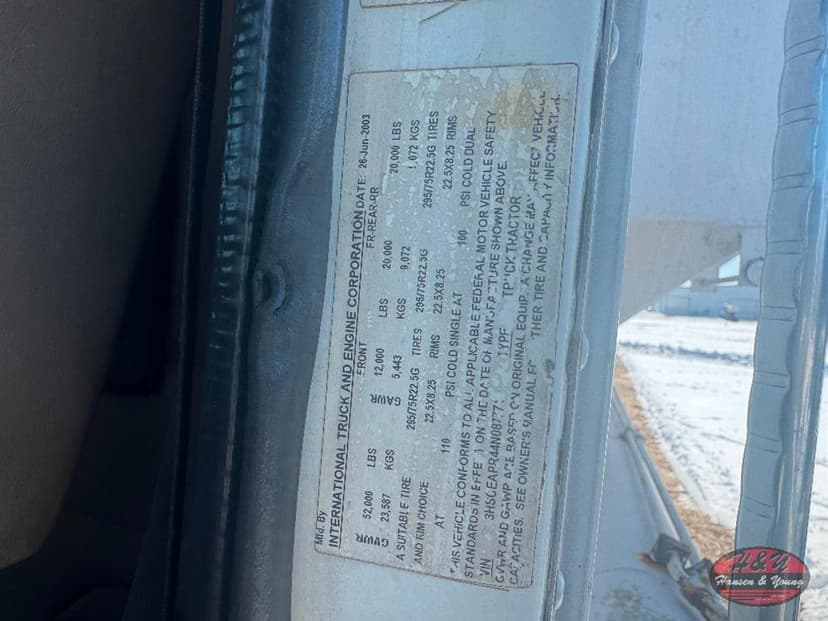 Mfd. By
INTERNATIONAL TRUCK AND ENGINE CORPORATION DATE: 26-Jun-2003
FRONT FR-REAR-RR
GVWR 52,000 LBS GAWR 12,000 LBS 20,000 20,000 LBS
23,587 KGS 5,443 KGS 9,072 9,072 KGS
A SUITABLE TIRE 295/75R22.5G TIRES 295/75R22.5G 295/75R22.5G TIRES
AND RIM CHOICE 22.5X8.25 RIMS 22.5X8.25 22.5X8.25 RIMS
AT 110 PSI COLD SINGLE AT 100 PSI COLD DUAL
THIS VEHICLE CONFORMS TO ALL APPLICABLE FEDERAL MOTOR VEHICLE SAFETY
STANDARDS IN EFFECT ON THE DATE OF MANUFACTURE SHOWN ABOVE.
VIN TYPE TRUCK TRACTOR
GVWR AND GAWR ARE BASED ON ORIGINAL EQUIP. A CHANGE MAY AFFECT VEHICLE
CAPACITIES. SEE OWNER'S MANUAL FOR OTHER TIRE AND CAPACITY INFORMATION.
H&Y
Hansen & Young